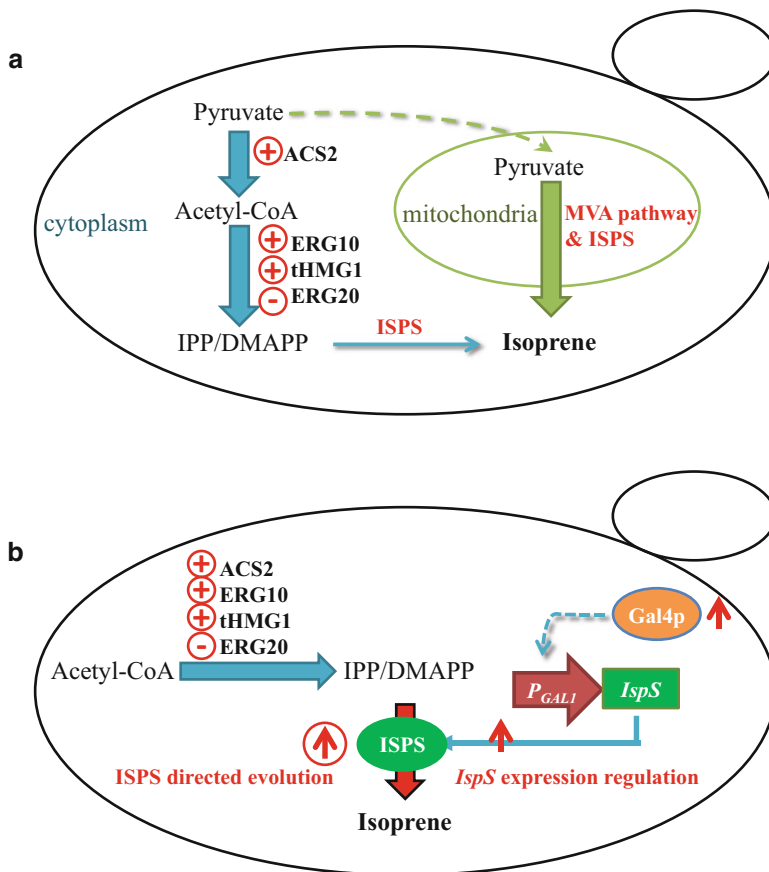 a
Pyruvate
+ ACS2
Pyruvate
cytoplasm
Acetyl-CoA
mitochondria
MVA pathway
& ISPS
+ ERG10
+ tHMG1
- ERG20
IPP/DMAPP
ISPS
Isoprene
b
+ ACS2
+ ERG10
+ tHMG1
- ERG20
Gal4p
Acetyl-CoA
IPP/DMAPP
PGAL1
IspS
ISPS
ISPS directed evolution
IspS expression regulation
Isoprene